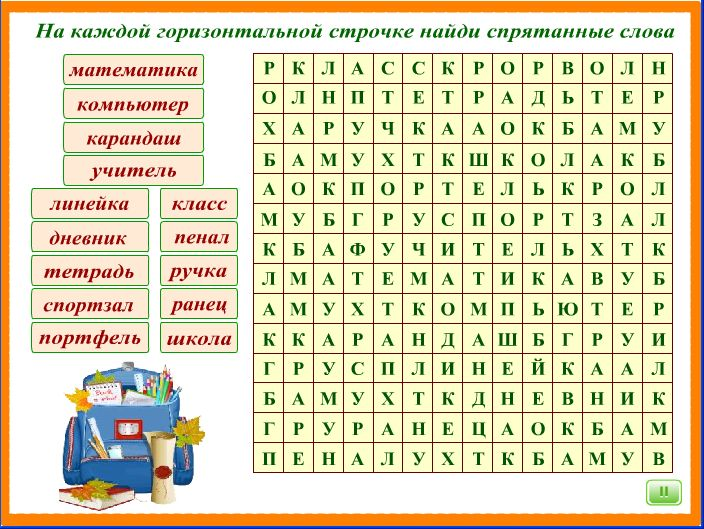 На каждой горизонтальной строчке найди спрятанные слова
математика
компьютер
карандаш
учитель
линейка класс
дневник пенал
тетрадь ручка
спортзал ранец
портфель школа
Р К Л А С С К Р О Р В О Л Н
О Л Н П Т Е Т Р А Д Ь Т Е Р
Х А Р У Ч К А А О К Б А М У
Б А М У Х Т К Ш К О Л А К Б
А О К П О Р Т Е Л Ь К Р О Л
М У Б Г Р У С П О Р Т З А Л
К Б А Ф У Ч И Т Е Л Ь Х Т К
Л М А Т Е М А Т И К А В У Б
А М У Х Т К О М П Ь Ю Т Е Р
К К А Р А Н Д А Ш Б Г Р У И
Г Р У С П Л И Н Е Й К А А Л
Б А М У Х Т К Д Н Е В Н И К
Г Р У Р А Н Е Ц А О К Б А М
П Е Н А Л У Х Т К Б А М У В